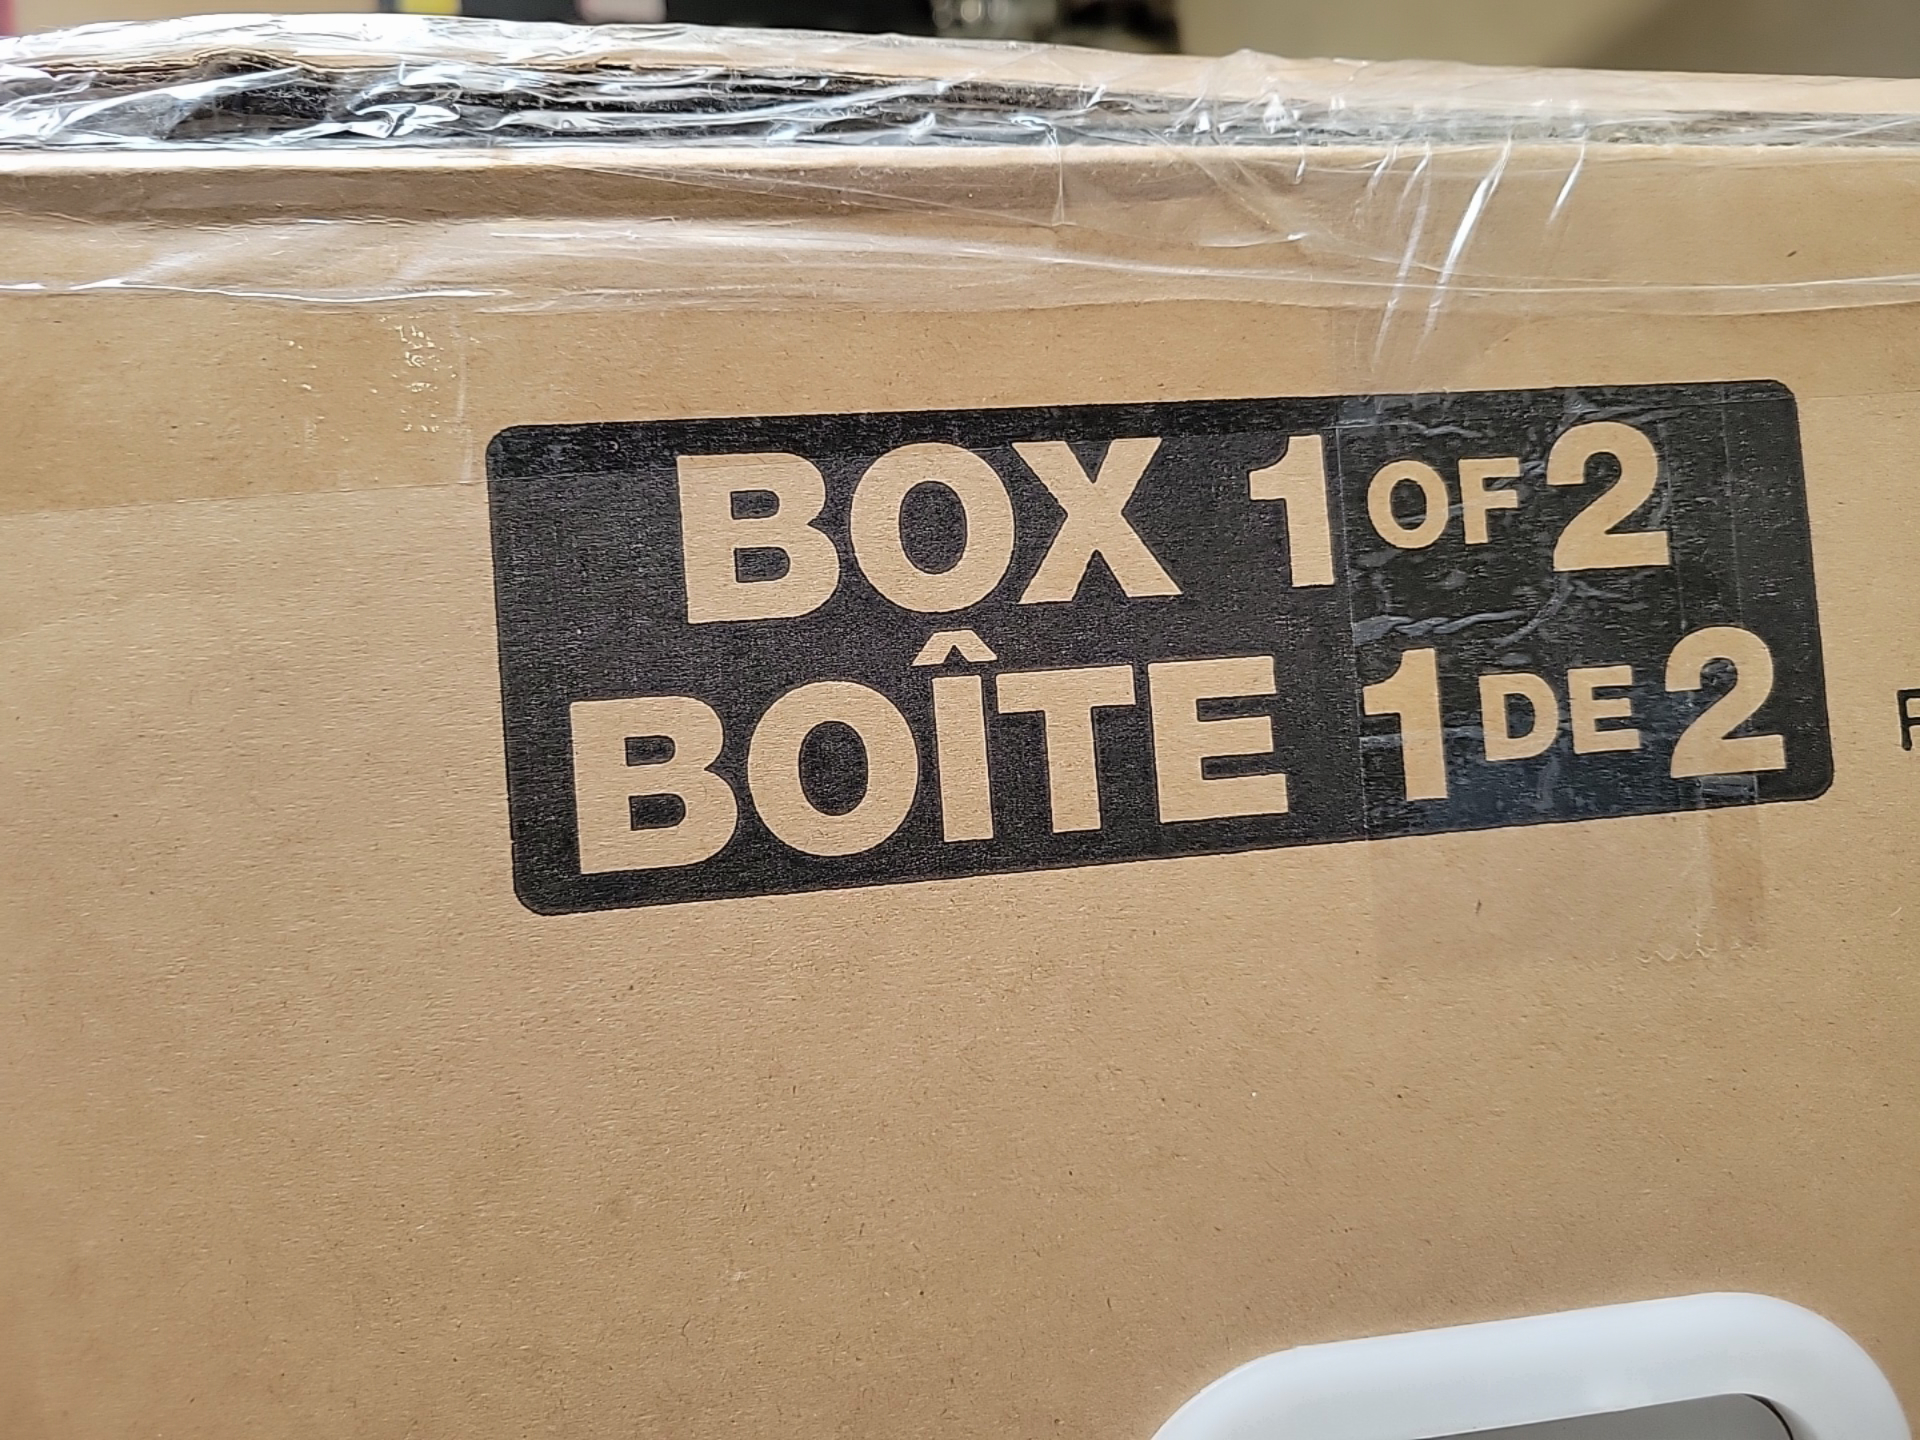 BOX 1 OF 2
BOÎTE 1 DE 2